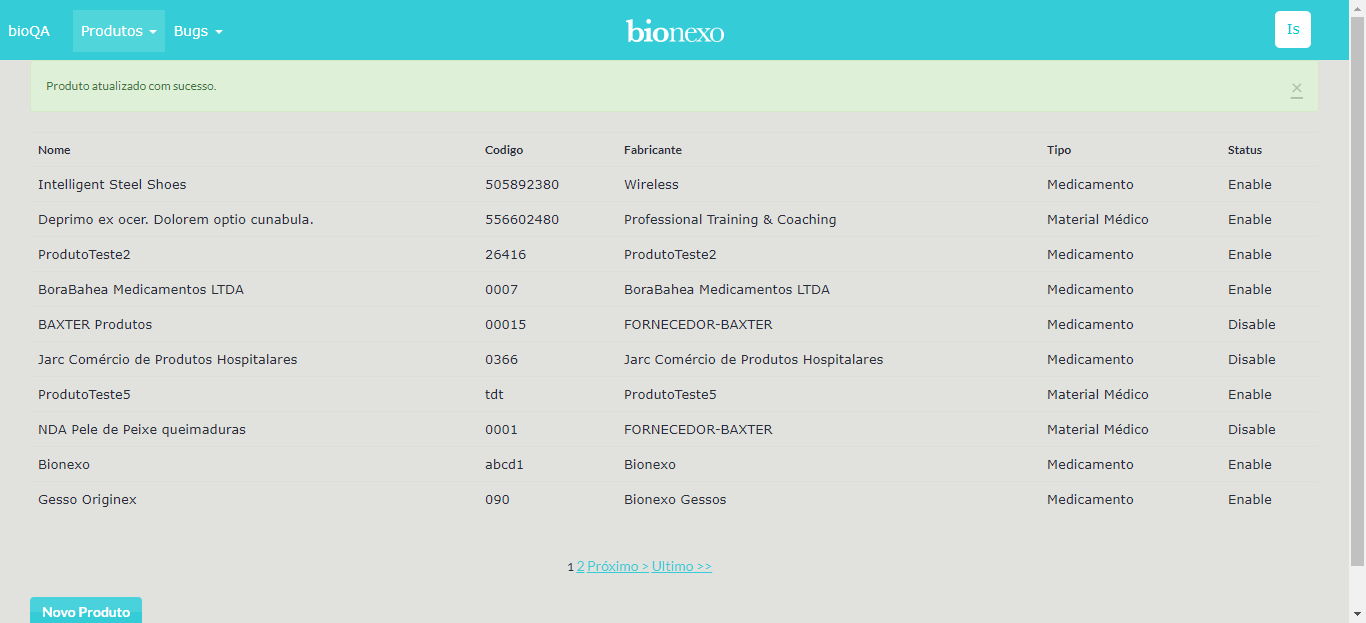 bioQA Produtos Bugs bionexo Is
Produto atualizado com sucesso. ×
Nome Codigo Fabricante Tipo Status
Intelligent Steel Shoes 505892380 Wireless Medicamento Enable
Deprimo ex ocer. Dolorem optio cunabula. 556602480 Professional Training & Coaching Material Médico Enable
ProdutoTeste2 26416 ProdutoTeste2 Medicamento Enable
BoraBahea Medicamentos LTDA 0007 BoraBahea Medicamentos LTDA Medicamento Enable
BAXTER Produtos 00015 FORNECEDOR-BAXTER Medicamento Disable
Jarc Comércio de Produtos Hospitalares 0366 Jarc Comércio de Produtos Hospitalares Medicamento Disable
ProdutoTeste5 tdt ProdutoTeste5 Material Médico Enable
NDA Pele de Peixe queimaduras 0001 FORNECEDOR-BAXTER Material Médico Disable
Bionexo abcd1 Bionexo Medicamento Enable
Gesso Originex 090 Bionexo Gessos Medicamento Enable
1 2 Próximo > Ultimo >>
Novo Produto